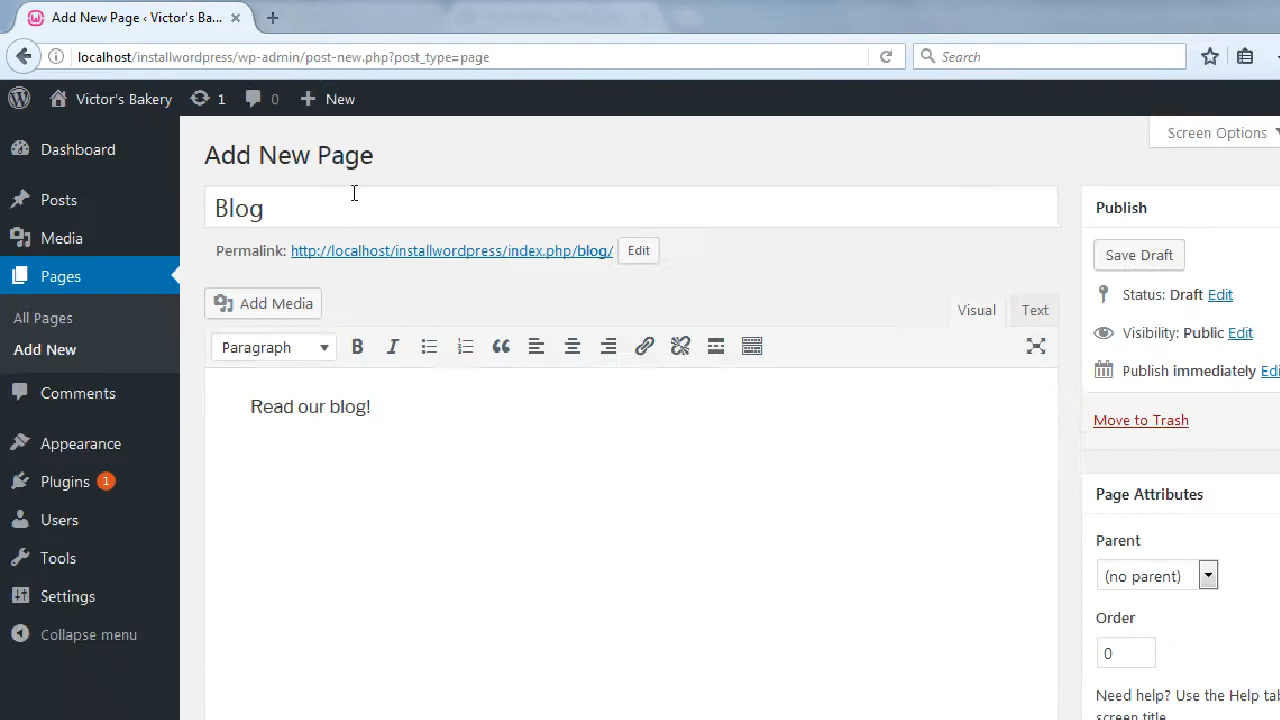 Add New Page ‹ Victor's Ba...
localhost/installwordpress/wp-admin/post-new.php?post_type=page
Search
Victor's Bakery
1
0
New
Screen Options
Dashboard
Posts
Media
Pages
All Pages
Add New
Comments
Appearance
Plugins 1
Users
Tools
Settings
Collapse menu
Add New Page
Blog
Permalink: http://localhost/installwordpress/index.php/blog/ Edit
Add Media
Visual
Text
Paragraph
Read our blog!
Publish
Save Draft
Status: Draft Edit
Visibility: Public Edit
Publish immediately Edi
Move to Trash
Page Attributes
Parent
(no parent)
Order
0
Need help? Use the Help tab
screen title.